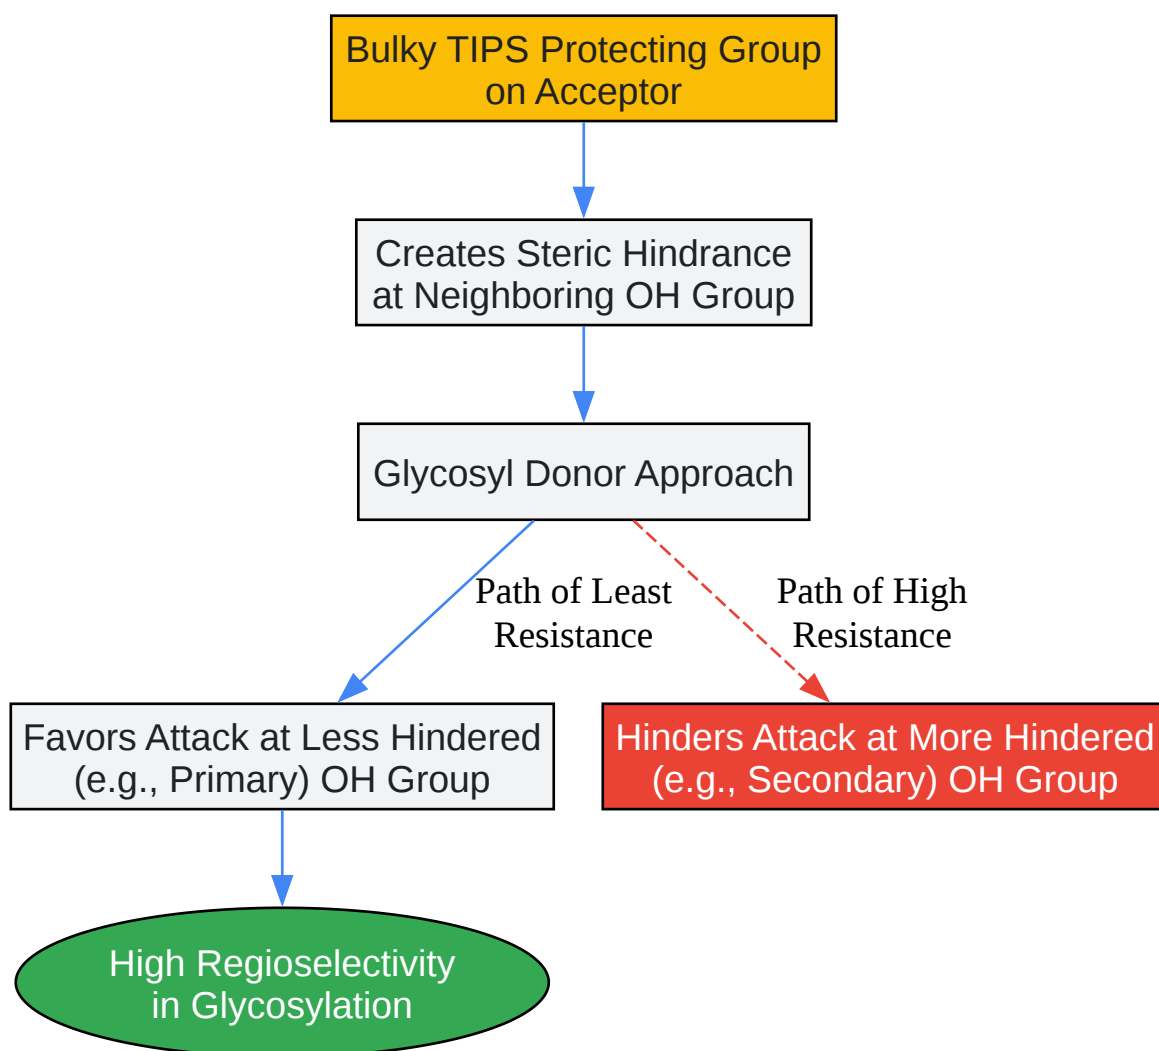 Bulky TIPS Protecting Group
on Acceptor
Creates Steric Hindrance
at Neighboring OH Group
Glycosyl Donor Approach
Path of Least
Resistance
Path of High
Resistance
Favors Attack at Less Hindered
(e.g., Primary) OH Group
Hinders Attack at More Hindered
(e.g., Secondary) OH Group
High Regioselectivity
in Glycosylation